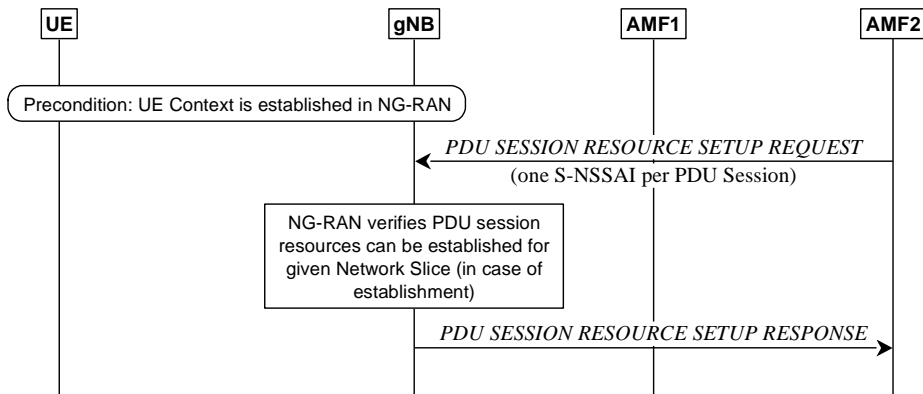 UE gNB AMF1 AMF2
Precondition: UE Context is established in NG-RAN
PDU SESSION RESOURCE SETUP REQUEST
(one S-NSSAI per PDU Session)
NG-RAN verifies PDU session
resources can be established for
given Network Slice (in case of
establishment)
PDU SESSION RESOURCE SETUP RESPONSE